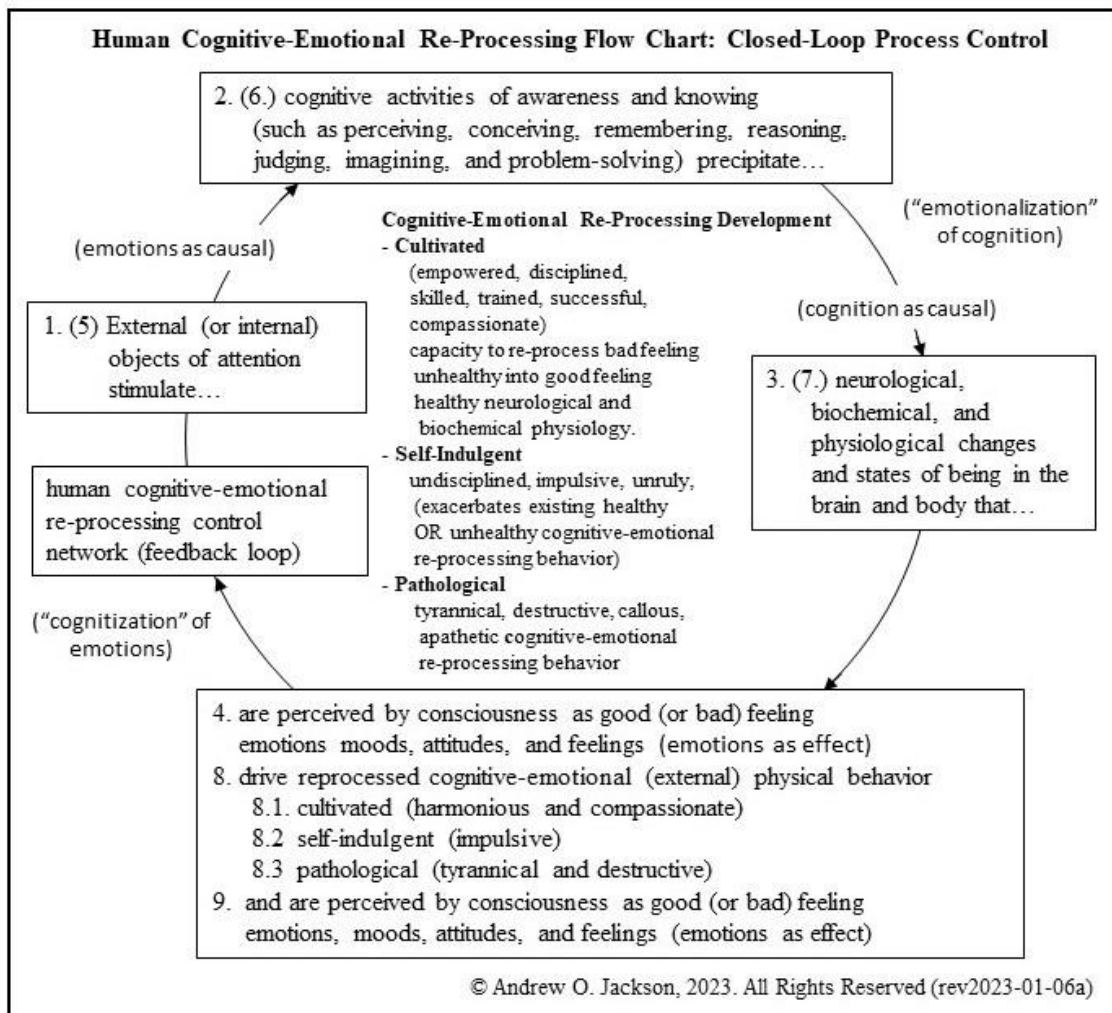 Human Cognitive-Emotional Re-Processing Flow Chart: Closed-Loop Process Control
2. (6.) cognitive activities of awareness and knowing
(such as perceiving, conceiving, remembering, reasoning,
judging, imagining, and problem-solving) precipitate…
(“emotionalization”
of cognition)
(emotions as causal)
(cognition as causal)
1. (5) External (or internal)
objects of attention
stimulate…
Cognitive-Emotional Re-Processing Development
- Cultivated
(empowered, disciplined,
skilled, trained, successful,
compassionate)
capacity to re-process bad feeling
unhealthy into good feeling
healthy neurological and
biochemical physiology.
- Self-Indulgent
undisciplined, impulsive, unruly,
(exacerbates existing healthy
OR unhealthy cognitive-emotional
re-processing behavior)
- Pathological
tyrannical, destructive, callous,
apathetic cognitive-emotional
re-processing behavior
3. (7.) neurological,
biochemical, and
physiological changes
and states of being in the
brain and body that…
human cognitive-emotional
re-processing control
network (feedback loop)
(“cognitization” of
emotions)
4. are perceived by consciousness as good (or bad) feeling
emotions moods, attitudes, and feelings (emotions as effect)
8. drive reprocessed cognitive-emotional (external) physical behavior
8.1. cultivated (harmonious and compassionate)
8.2 self-indulgent (impulsive)
8.3 pathological (tyrannical and destructive)
9. and are perceived by consciousness as good (or bad) feeling
emotions, moods, attitudes, and feelings (emotions as effect)
© Andrew O. Jackson, 2023. All Rights Reserved (rev2023-01-06a)